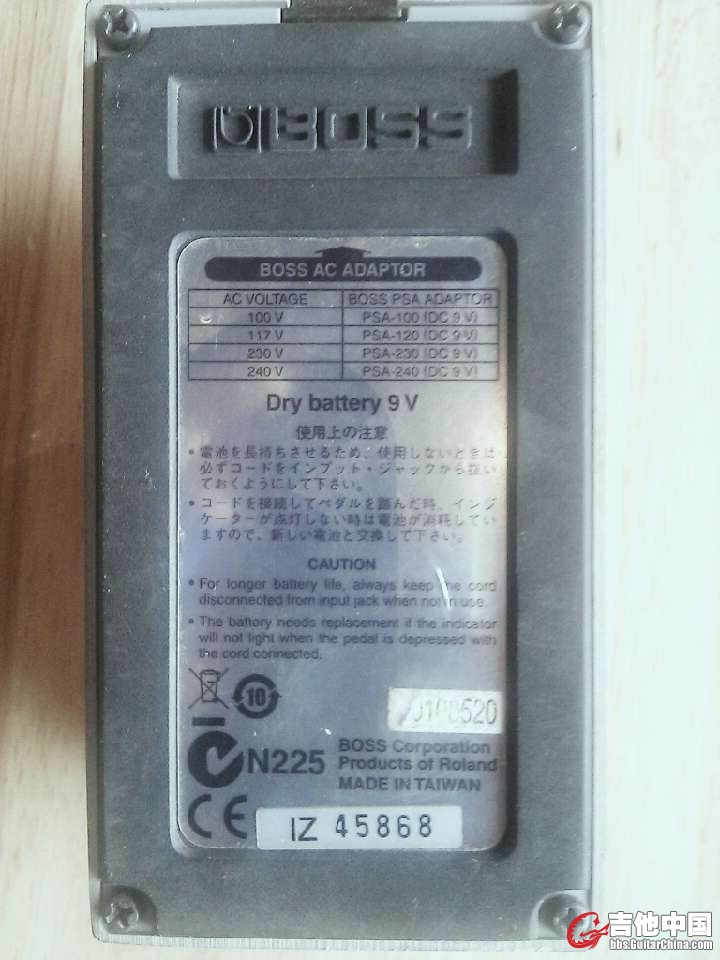 BOSS
BOSS AC ADAPTOR
AC VOLTAGE BOSS PSA ADAPTOR
100 V PSA-100 (DC 9 V)
117 V PSA-120 (DC 9 V)
230 V PSA-230 (DC 9 V)
240 V PSA-240 (DC 9 V)
Dry battery 9 V
使用上の注意
• 電池を長持ちさせるため、使用しないときは
必ずコードをインプット・ジャックから抜い
ておくようにして下さい。
• コードを接続してペダルを踏んだ時、インジ
ケーターが点灯しない時は電池が消耗してい
ますので、新しい電池と交換して下さい。
CAUTION
• For longer battery life, always keep the cord
disconnected from input jack when not in use.
• The battery needs replacement if the indicator
will not light when the pedal is depressed with
the cord connected.
10
N225
BOSS Corporation
Products of Roland
MADE IN TAIWAN
CE
IZ 45868
吉他中国
bbs.GuitarChina.com